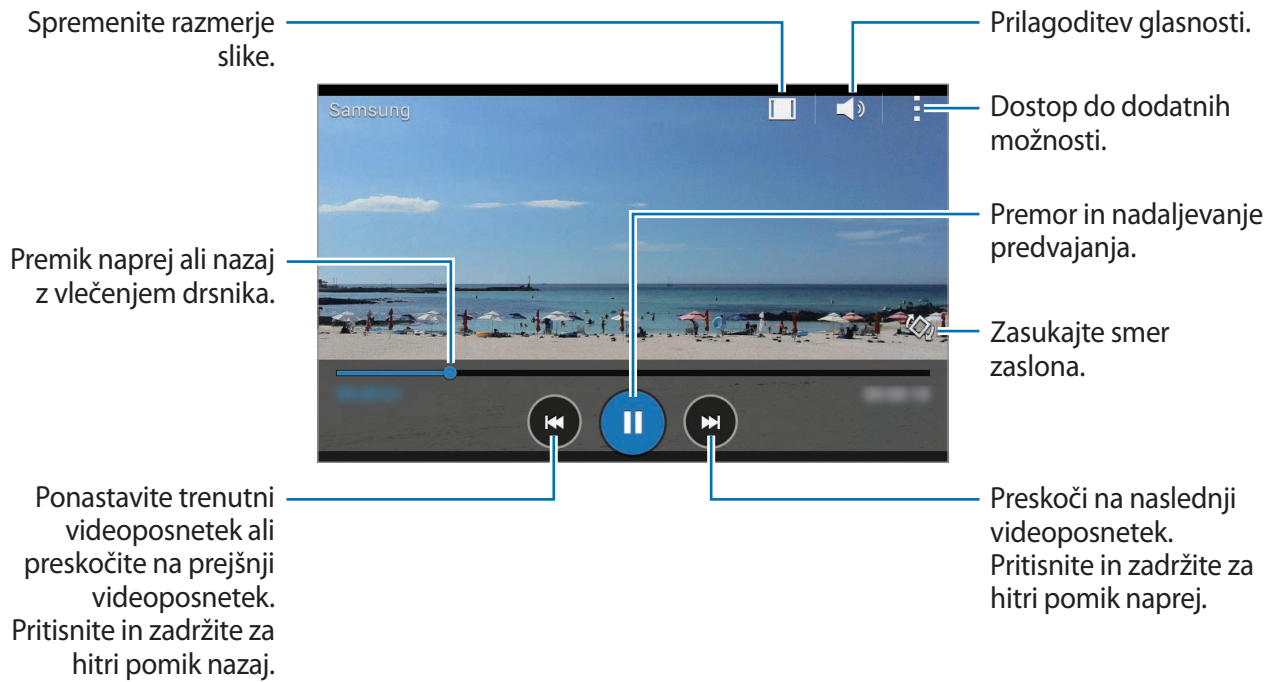 Spremenite razmerje
slike.
Prilagoditev glasnosti.
Samsung
Dostop do dodatnih
možnosti.
Premor in nadaljevanje
predvajanja.
Premik naprej ali nazaj
z vlečenjem drsnika.
Zasukajte smer
zaslona.
Ponastavite trenutni
videoposnetek ali
preskočite na prejšnji
videoposnetek.
Pritisnite in zadržite za
hitri pomik nazaj.
Preskoči na naslednji
videoposnetek.
Pritisnite in zadržite za
hitri pomik naprej.